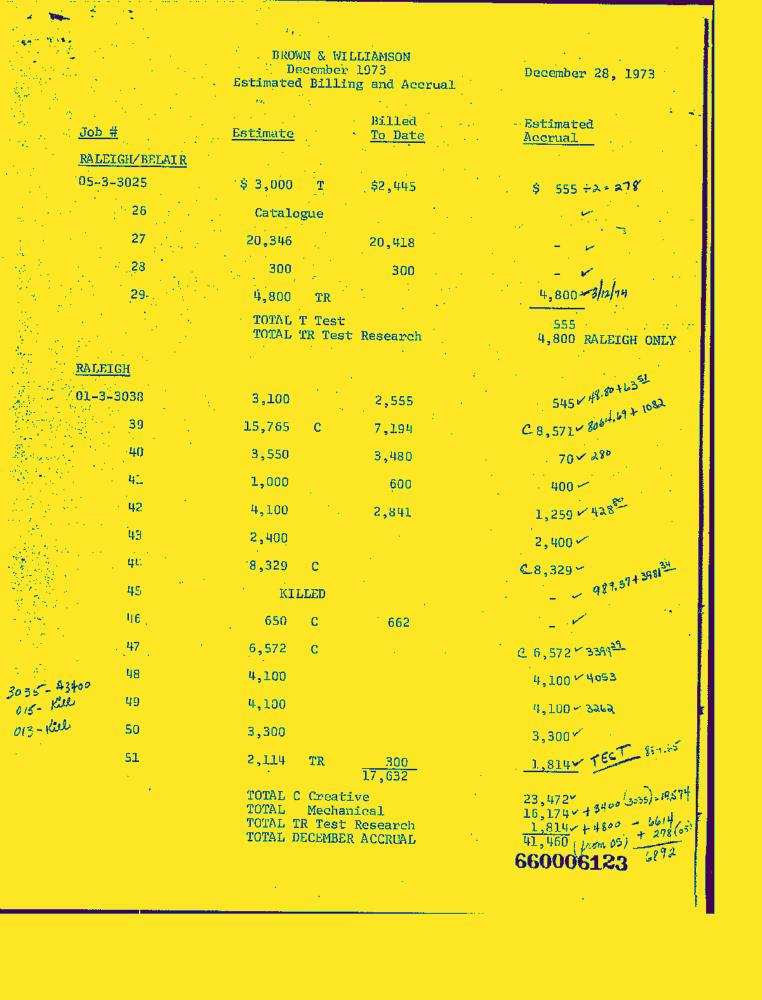 BROWN & WILLIAMSON
December 1973
Estimated Billing and Accrual
December 28, 1973
Job # Estimate Billed To Date Estimated Accrual
RALEIGH/BELAIR
05-3-3025 $ 3,000 T $2,445 $ 555 ÷2 = 278
26 Catalogue ✓
27 20,346 20,418 - ✓
28 300 300 - ✓
29 4,800 TR 4,800 3/12/74
TOTAL T Test 555
TOTAL TR Test Research 4,800 RALEIGH ONLY
RALEIGH
01-3-3038 3,100 2,555 545 ✓ 48.80+63 51
39 15,765 C 7,194 C 8,571 ✓ 8064.69 + 1082
40 3,550 3,480 70 ✓ 280
41 1,000 600 400
42 4,100 2,841 1,259 ✓ 428
43 2,400 2,400 ✓
44 8,329 C C 8,329
45 KILLED - ✓ 989.57+3981 34
46 650 C 662 - ✓
47 6,572 C C 6,572 ✓
48 4,100 4,100 ✓ 4053
3035 - #3400
49 4,100 4,100 3262
015 - Kill
50 3,300 3,300 ✓
013 - Kill
51 2,114 TR 300 1,814 ✓ TEST
17,632
TOTAL C Creative 23,472 ✓
TOTAL Mechanical 16,174 ✓ + 3400 (3035) = 19,574
TOTAL TR Test Research 1,814 ✓ + 4800 - 6614
TOTAL DECEMBER ACCRUAL 41,460 (from 05) + 278 (05)
6892
660006123